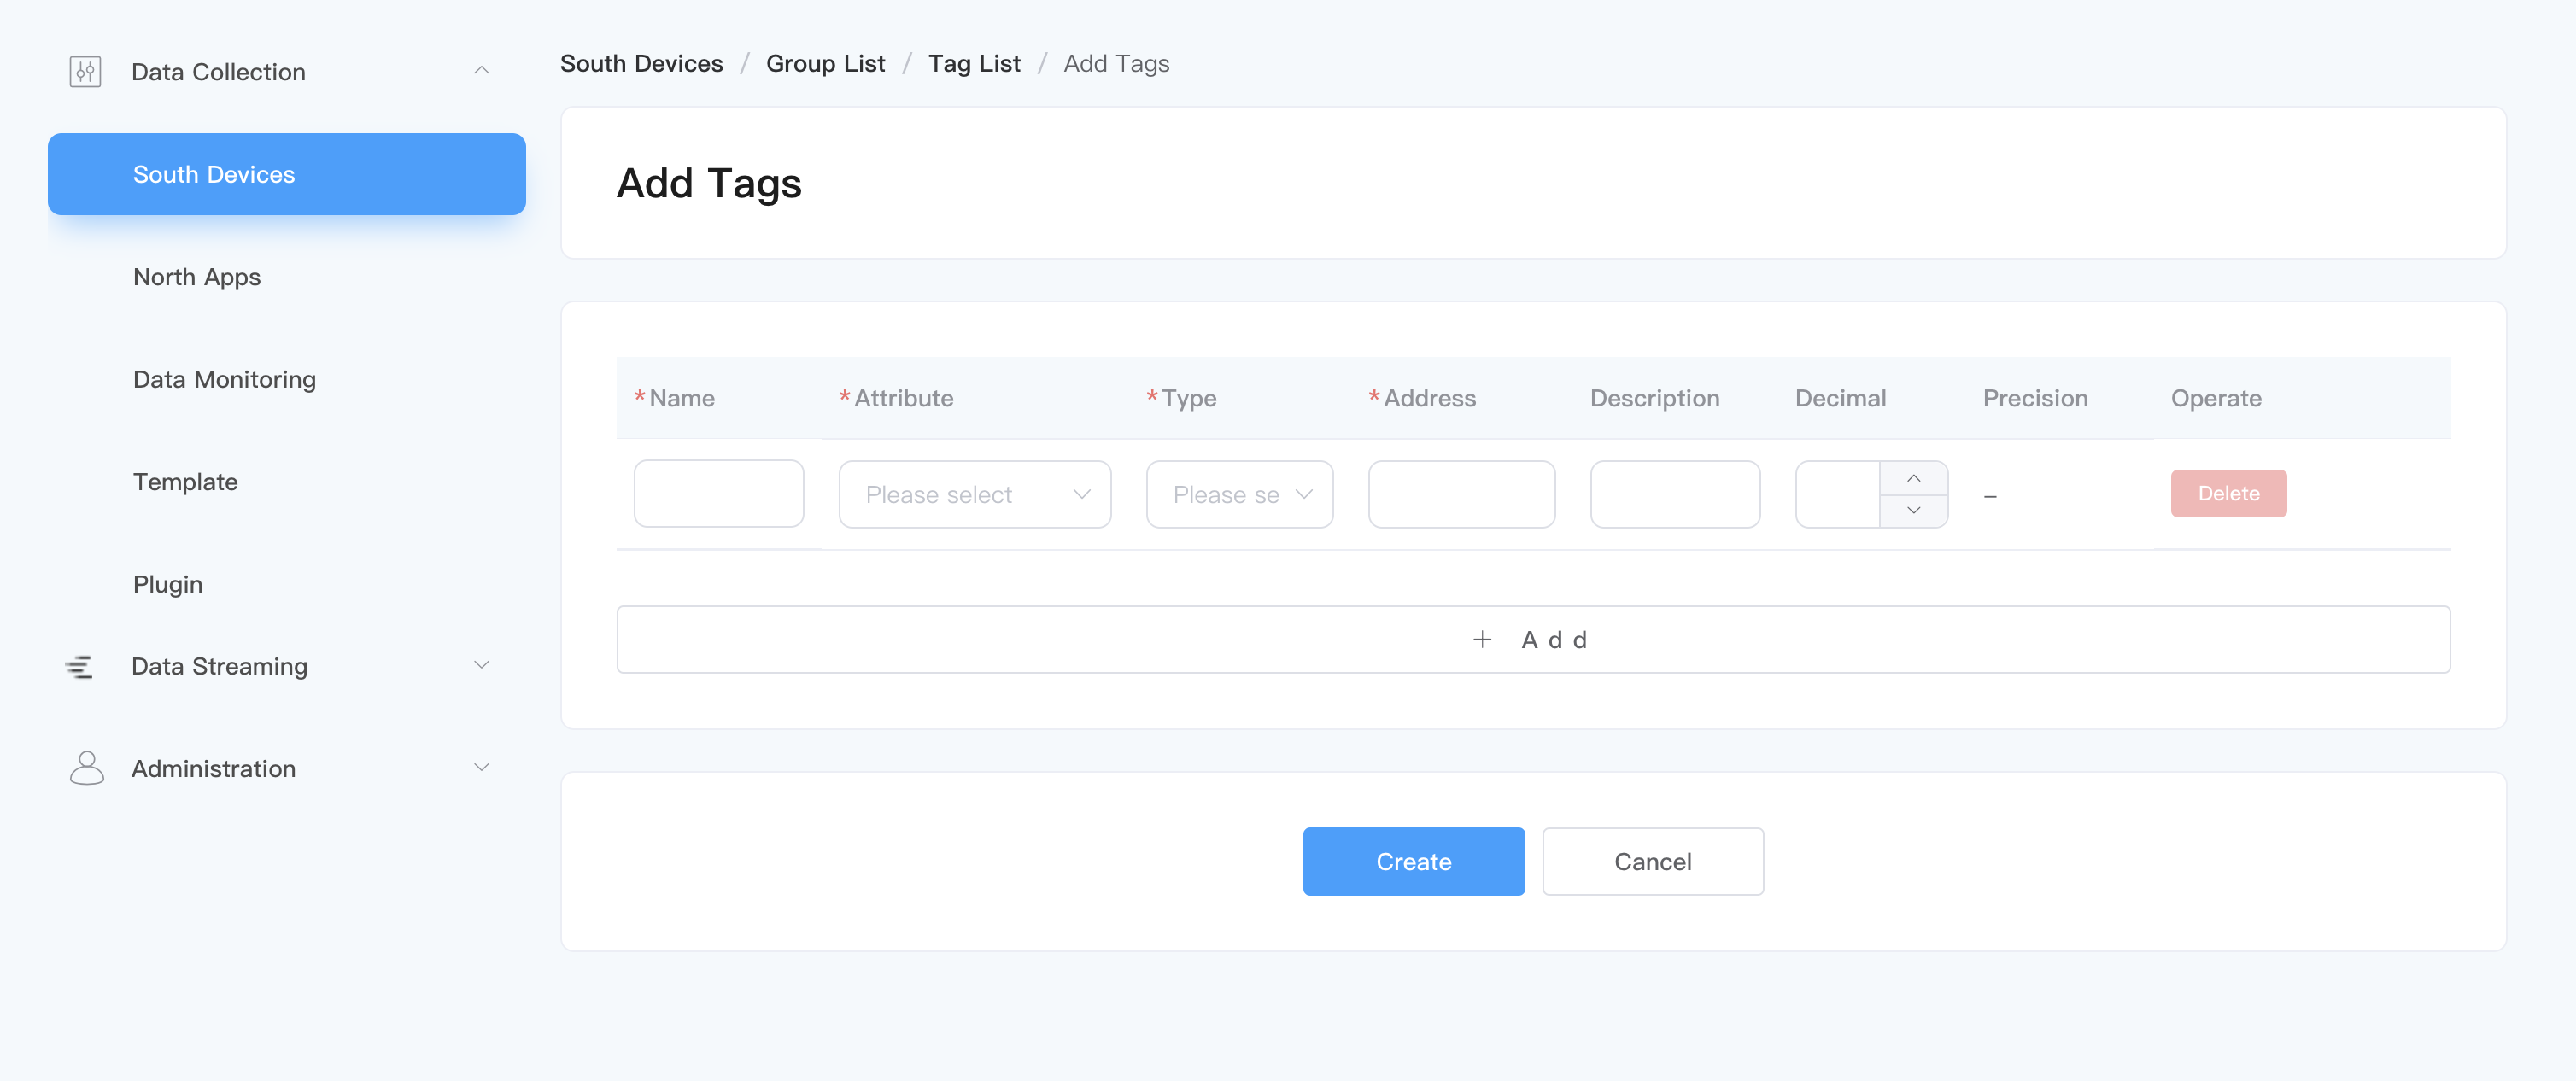 Data Collection
South Devices
North Apps
Data Monitoring
Template
Plugin
Data Streaming
Administration
South Devices / Group List / Tag List / Add Tags
Add Tags
*Name *Attribute *Type *Address Description Decimal Precision Operate
Please select Please se – Delete
+ Add
Create Cancel